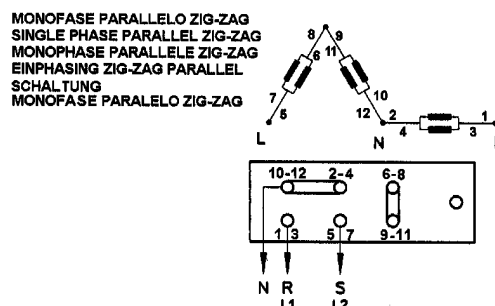 MONOFASE PARALLELO ZIG-ZAG
SINGLE PHASE PARALLEL ZIG-ZAG
MONOPHASE PARALLELE ZIG-ZAG
EINPHASING ZIG-ZAG PARALLEL
SCHALTUNG
MONOFASE PARALELO ZIG-ZAG
8 9
6 11
7 10
5 12 2 1
4 3
L N
10-12 2-4 6-8
1 3 5 7 9-11
N R S
L1 L2